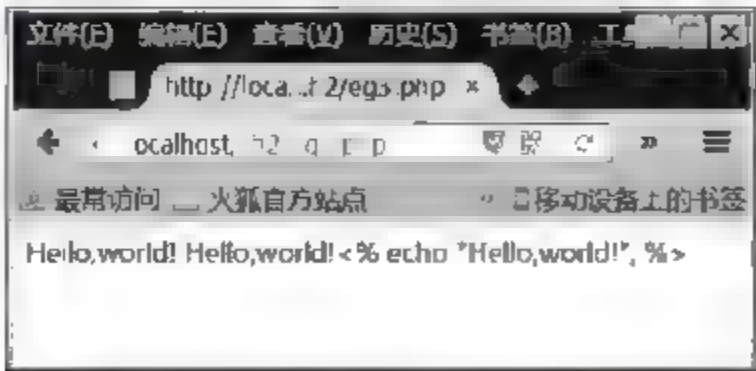 文件(E) 编辑(E) 查看(V) 历史(S) 书签(B)
http //loca...t 2/eg3.php ×
ocalhost,
最常访问 火狐官方站点 移动设备上的书签
Hello,world! Hello,world!<% echo "Hello,world!", %>